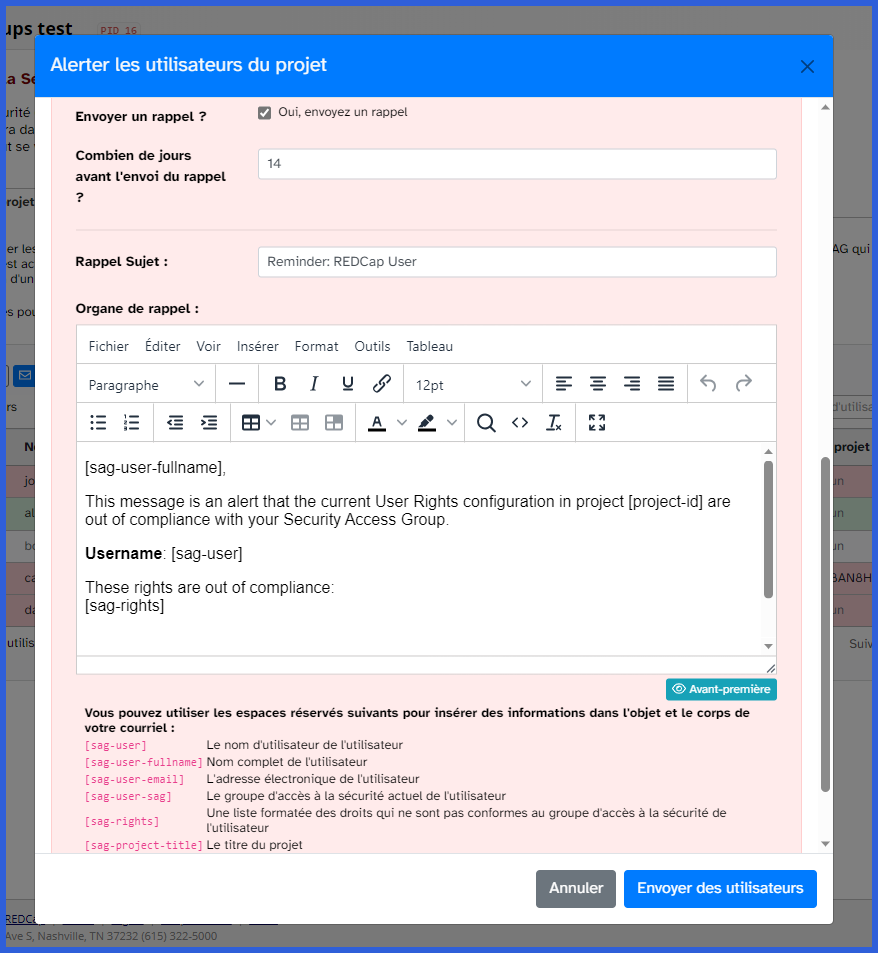 ups test PID 16
Alerter les utilisateurs du projet
Envoyer un rappel ?
Oui, envoyez un rappel
Combien de jours
avant l'envoi du rappel
?
14
Rappel Sujet :
Reminder: REDCap User
Organe de rappel :
Fichier Éditer Voir Insérer Format Outils Tableau
Paragraphe
B I U
12pt
[sag-user-fullname],
This message is an alert that the current User Rights configuration in project [project-id] are
out of compliance with your Security Access Group.
Username: [sag-user]
These rights are out of compliance:
[sag-rights]
Avant-première
Vous pouvez utiliser les espaces réservés suivants pour insérer des informations dans l'objet et le corps de
votre courriel :
[sag-user] Le nom d'utilisateur de l'utilisateur
[sag-user-fullname] Nom complet de l'utilisateur
[sag-user-email] L'adresse électronique de l'utilisateur
[sag-user-sag] Le groupe d'accès à la sécurité actuel de l'utilisateur
[sag-rights] Une liste formatée des droits qui ne sont pas conformes au groupe d'accès à la sécurité de
l'utilisateur
[sag-project-title] Le titre du projet
Annuler
Envoyer des utilisateurs
Ave S, Nashville, TN 37232 (615) 322-5000